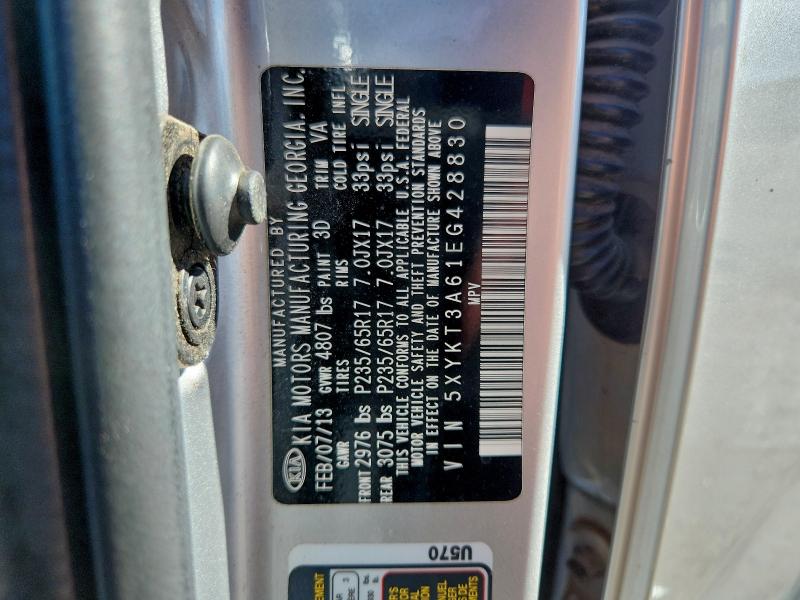 KIA
MANUFACTURED BY
KIA MOTORS MANUFACTURING GEORGIA, INC.
FEB/07/13 GVWR 4807 lbs PAINT 3D TRIM VA
GAWR TIRES RIMS COLD TIRE INFL
FRONT 2976 lbs P235/65R17 7.0JX17 33psi SINGLE
REAR 3075 lbs P235/65R17 7.0JX17 33psi SINGLE
THIS VEHICLE CONFORMS TO ALL APPLICABLE U.S.A. FEDERAL
MOTOR VEHICLE SAFETY AND THEFT PREVENTION STANDARDS
IN EFFECT ON THE DATE OF MANUFACTURE SHOWN ABOVE
VIN 5XYKT3A61EG428830
MPV
U570